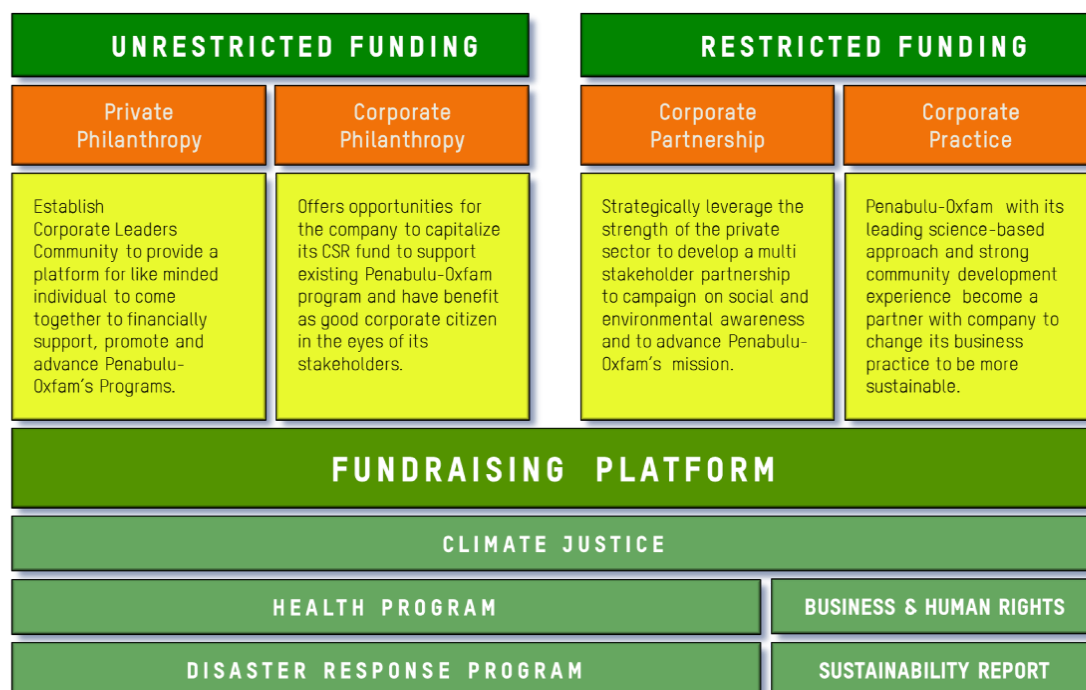 UNRESTRICTED FUNDING
RESTRICTED FUNDING
Private
Philanthropy
Corporate
Philanthropy
Corporate
Partnership
Corporate
Practice
Establish
Corporate Leaders
Community to provide a
platform for like minded
individual to come
together to financially
support, promote and
advance Penabulu-
Oxfam's Programs.
Offers opportunities for
the company to capitalize
its CSR fund to support
existing Penabulu-Oxfam
program and have benefit
as good corporate citizen
in the eyes of its
stakeholders.
Strategically leverage the
strength of the private
sector to develop a multi
stakeholder partnership
to campaign on social and
environmental awareness
and to advance Penabulu-
Oxfam's mission.
Penabulu-Oxfam with its
leading science-based
approach and strong
community development
experience become a
partner with company to
change its business
practice to be more
sustainable.
FUNDRAISING PLATFORM
CLIMATE JUSTICE
HEALTH PROGRAM
BUSINESS & HUMAN RIGHTS
DISASTER RESPONSE PROGRAM
SUSTAINABILITY REPORT